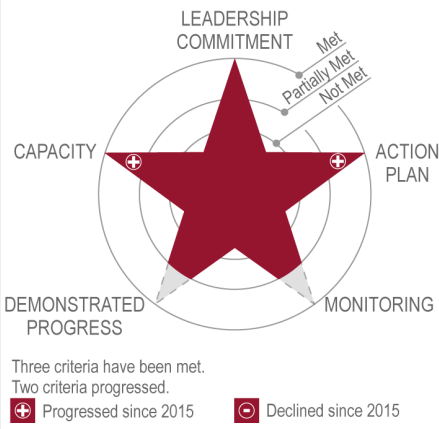 LEADERSHIP
COMMITMENT
Met
Partially Met
Not Met
CAPACITY
ACTION
PLAN
DEMONSTRATED
PROGRESS
MONITORING
Three criteria have been met.
Two criteria progressed.
Progressed since 2015
Declined since 2015